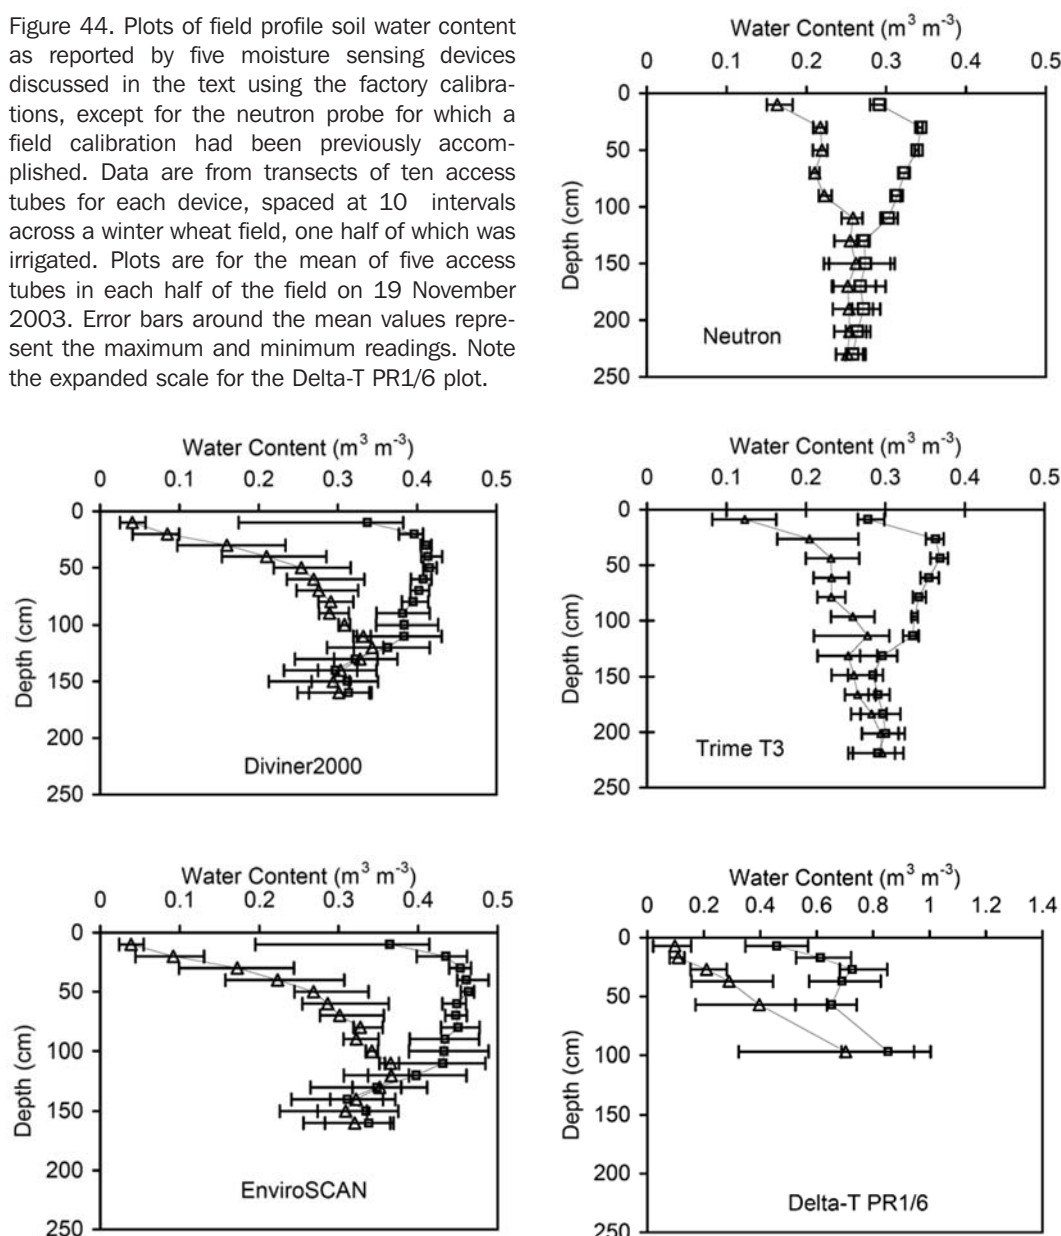 Figure 44. Plots of field profile soil water content
as reported by five moisture sensing devices
discussed in the text using the factory calibra-
tions, except for the neutron probe for which a
field calibration had been previously accom-
plished. Data are from transects of ten access
tubes for each device, spaced at 10 intervals
across a winter wheat field, one half of which was
irrigated. Plots are for the mean of five access
tubes in each half of the field on 19 November
2003. Error bars around the mean values repre-
sent the maximum and minimum readings. Note
the expanded scale for the Delta-T PR1/6 plot.
Water Content (m³ m⁻³)
0 0.1 0.2 0.3 0.4 0.5
0
50
100
150
200
250
Depth (cm)
Neutron
Water Content (m³ m⁻³)
0 0.1 0.2 0.3 0.4 0.5
0
50
100
150
200
250
Depth (cm)
Diviner2000
Water Content (m³ m⁻³)
0 0.1 0.2 0.3 0.4 0.5
0
50
100
150
200
250
Depth (cm)
Trime T3
Water Content (m³ m⁻³)
0 0.1 0.2 0.3 0.4 0.5
0
50
100
150
200
250
Depth (cm)
EnviroSCAN
Water Content (m³ m⁻³)
0 0.2 0.4 0.6 0.8 1 1.2 1.4
0
50
100
150
200
250
Depth (cm)
Delta-T PR1/6